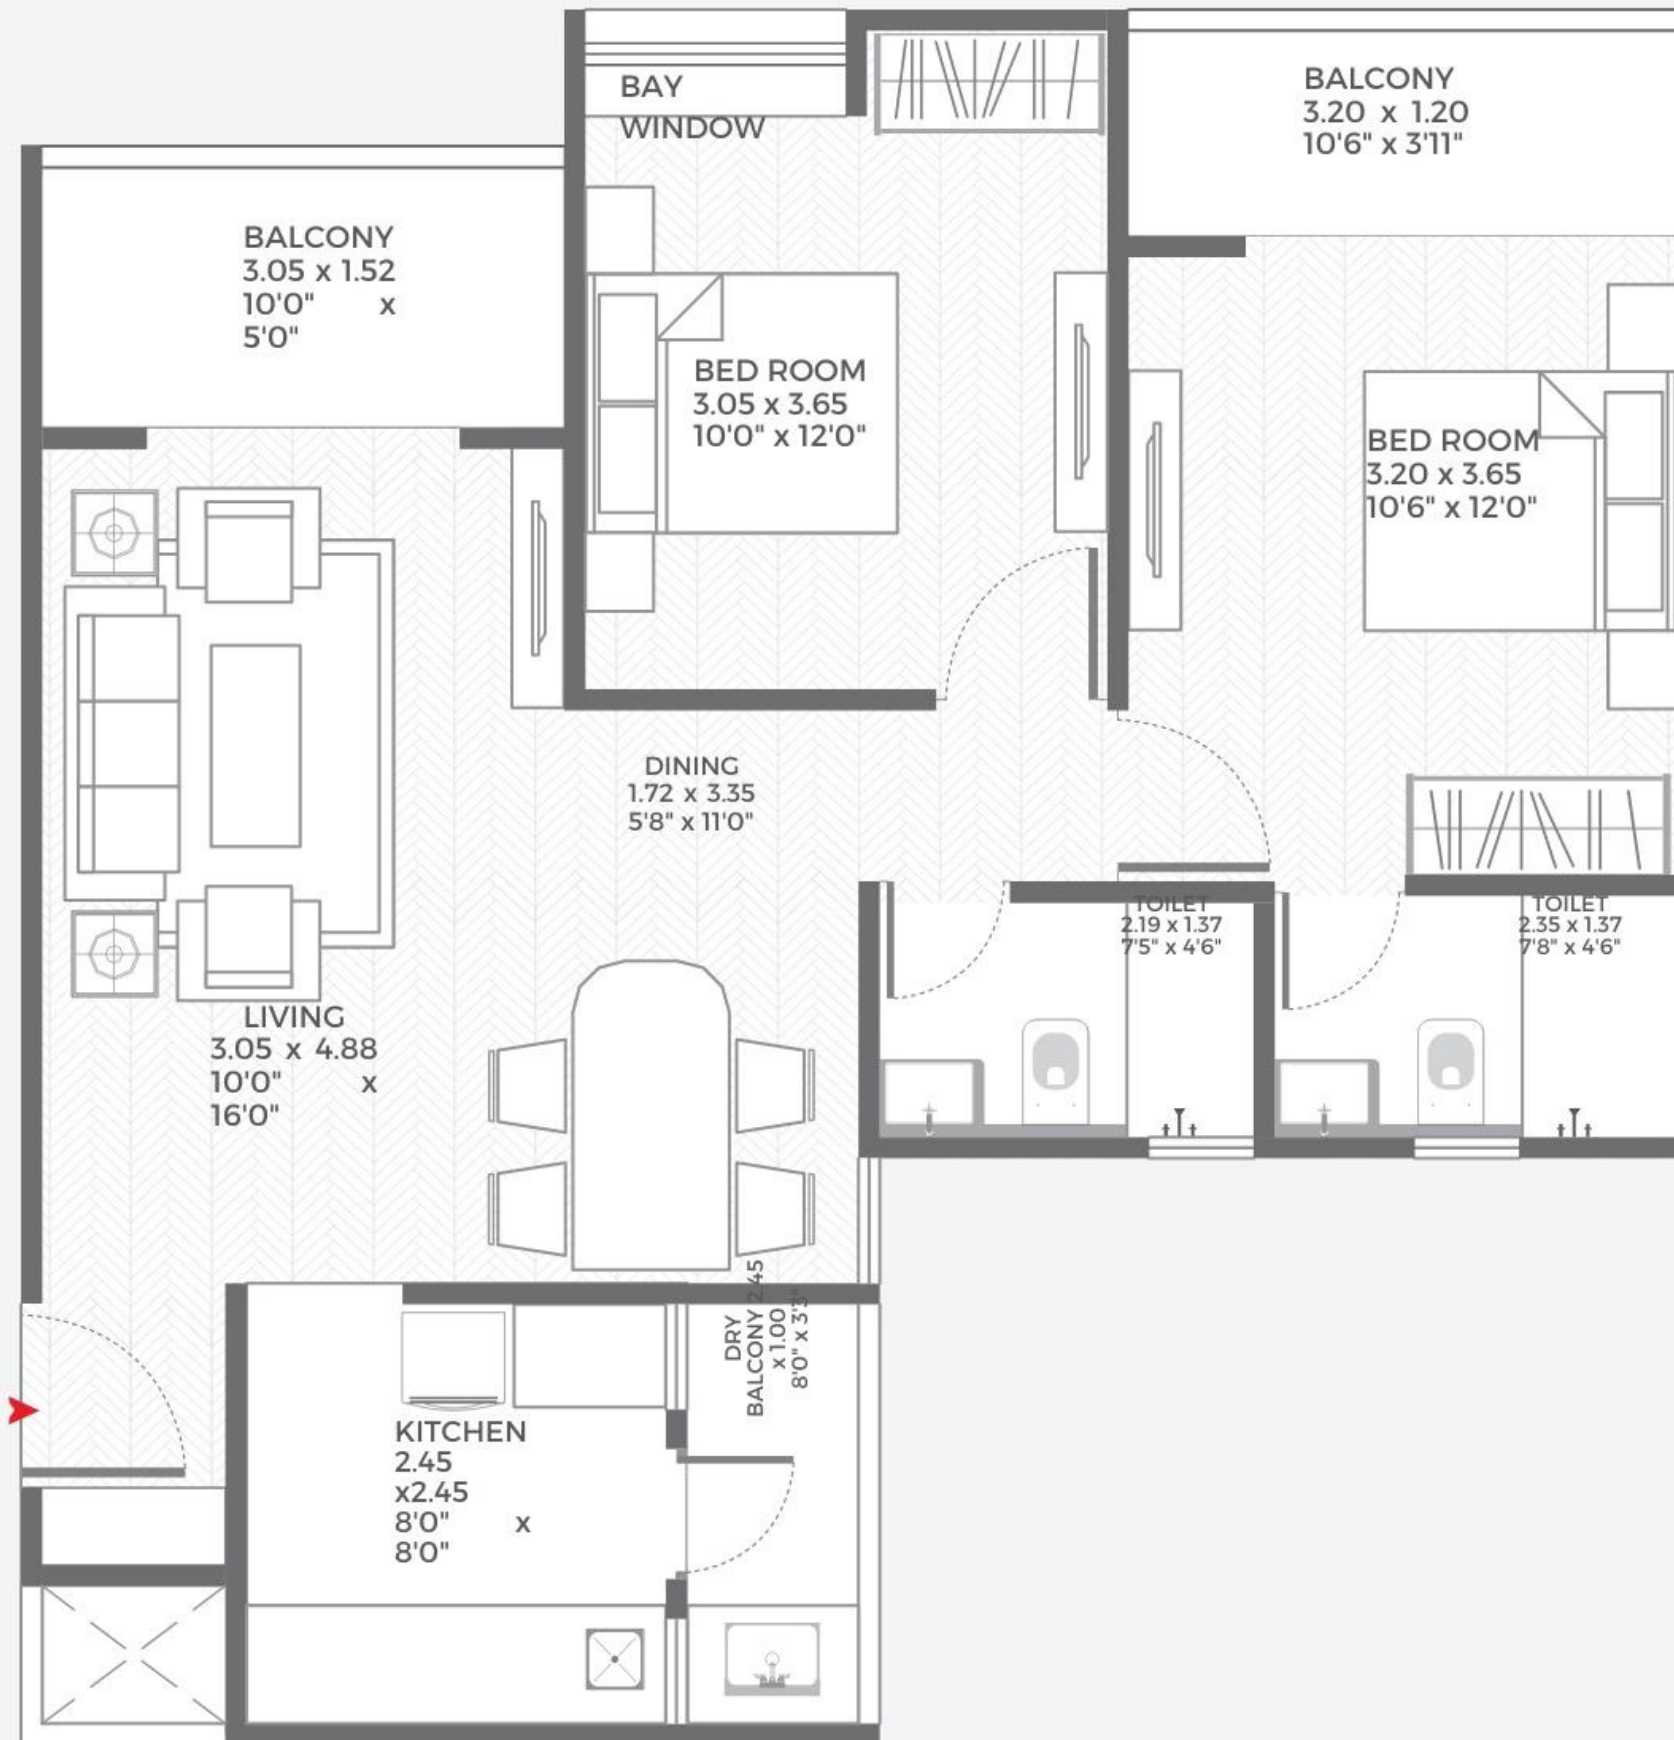 BAY
WINDOW
BALCONY
3.20 x 1.20
10'6" x 3'11"
BALCONY
3.05 x 1.52
10'0" x
5'0"
BED ROOM
3.05 x 3.65
10'0" x 12'0"
BED ROOM
3.20 x 3.65
10'6" x 12'0"
DINING
1.72 x 3.35
5'8" x 11'0"
TOILET
2.19 x 1.37
7'5" x 4'6"
TOILET
2.35 x 1.37
7'8" x 4'6"
LIVING
3.05 x 4.88
10'0" x
16'0"
DRY
BALCONY 2.45
x 1.00
8'0" x 3'3"
KITCHEN
2.45
x2.45
8'0" x
8'0"